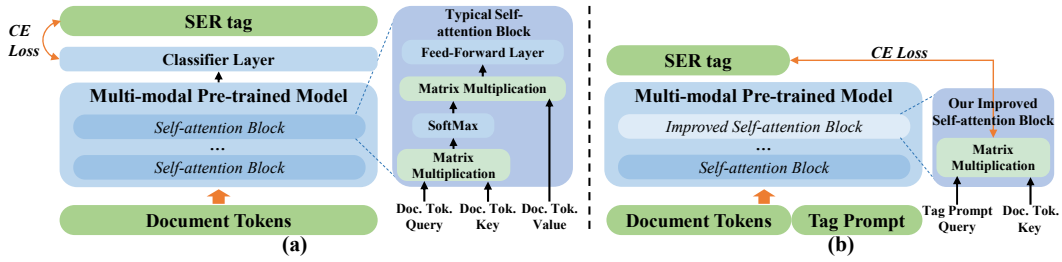 SER tag
CE
Loss
Classifier Layer
Multi-modal Pre-trained Model
Self-attention Block
...
Self-attention Block
Document Tokens
(a)
Typical Self-
attention Block
Feed-Forward Layer
Matrix Multiplication
SoftMax
Matrix
Multiplication
Doc. Tok.
Query
Doc. Tok.
Key
Doc. Tok.
Value
SER tag
CE Loss
Multi-modal Pre-trained Model
Improved Self-attention Block
...
Self-attention Block
Document Tokens
Tag Prompt
(b)
Our Improved
Self-attention Block
Matrix
Multiplication
Tag Prompt
Query
Doc. Tok.
Key